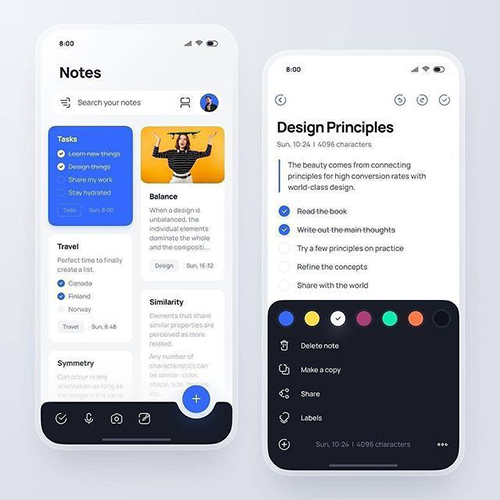 8:00
Notes
Search your notes
Tasks
Learn new things
Design things
Share my work
Stay hydrated
Todo
Sun, 8:00
Travel
Perfect time to finally
create a list.
Canada
Finland
Norway
Travel
Sun, 8:48
Symmetry
Can occur in any
orientation as long as
Balance
When a design is
unbalanced, the
individual elements
dominate the whole
and the compositi...
Design
Sun, 16:32
Similarity
Elements that share
similar properties are
perceived as more
related.
Any number of
characteristics can
be similar: color,
shape, size, texture,
8:00
Design Principles
Sun, 10:24 | 4096 characters
The beauty comes from connecting
principles for high conversion rates with
world-class design.
Read the book
Write out the main thoughts
Try a few principles on practice
Refine the concepts
Share with the world
Delete note
Make a copy
Share
Labels
Sun, 10:24 | 4096 characters